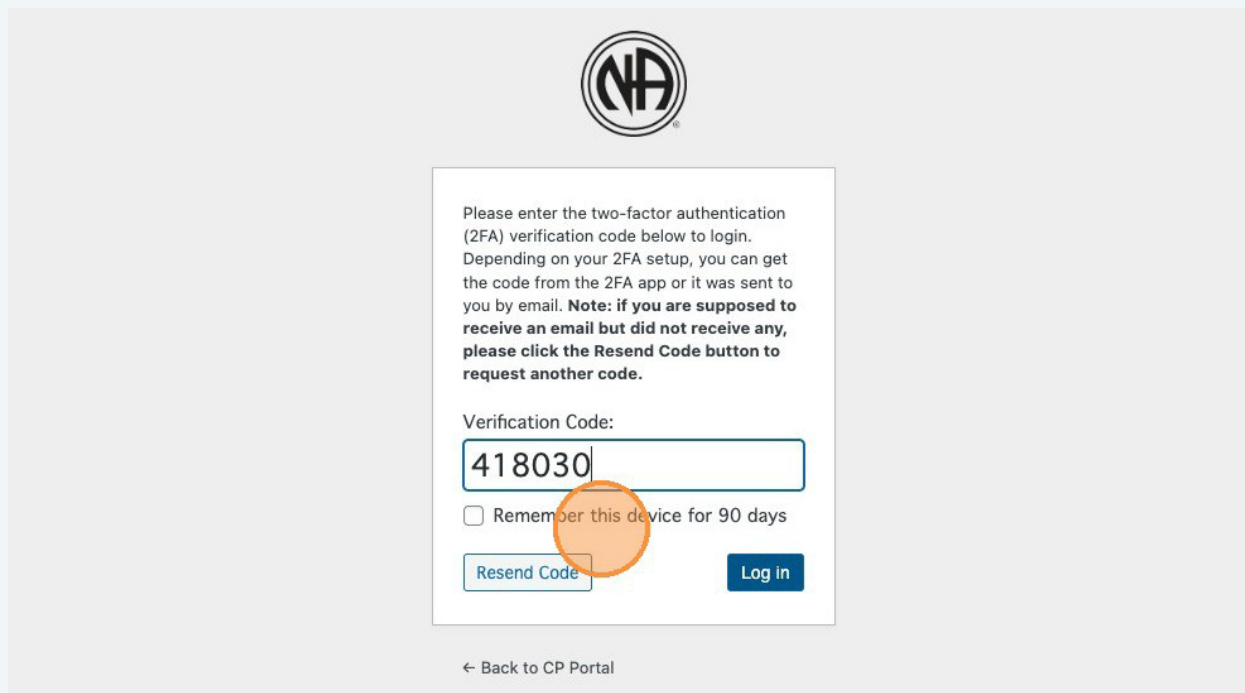 NA
®
Please enter the two-factor authentication
(2FA) verification code below to login.
Depending on your 2FA setup, you can get
the code from the 2FA app or it was sent to
you by email. Note: if you are supposed to
receive an email but did not receive any,
please click the Resend Code button to
request another code.
Verification Code:
418030
Remember this device for 90 days
Resend Code
Log in
← Back to CP Portal